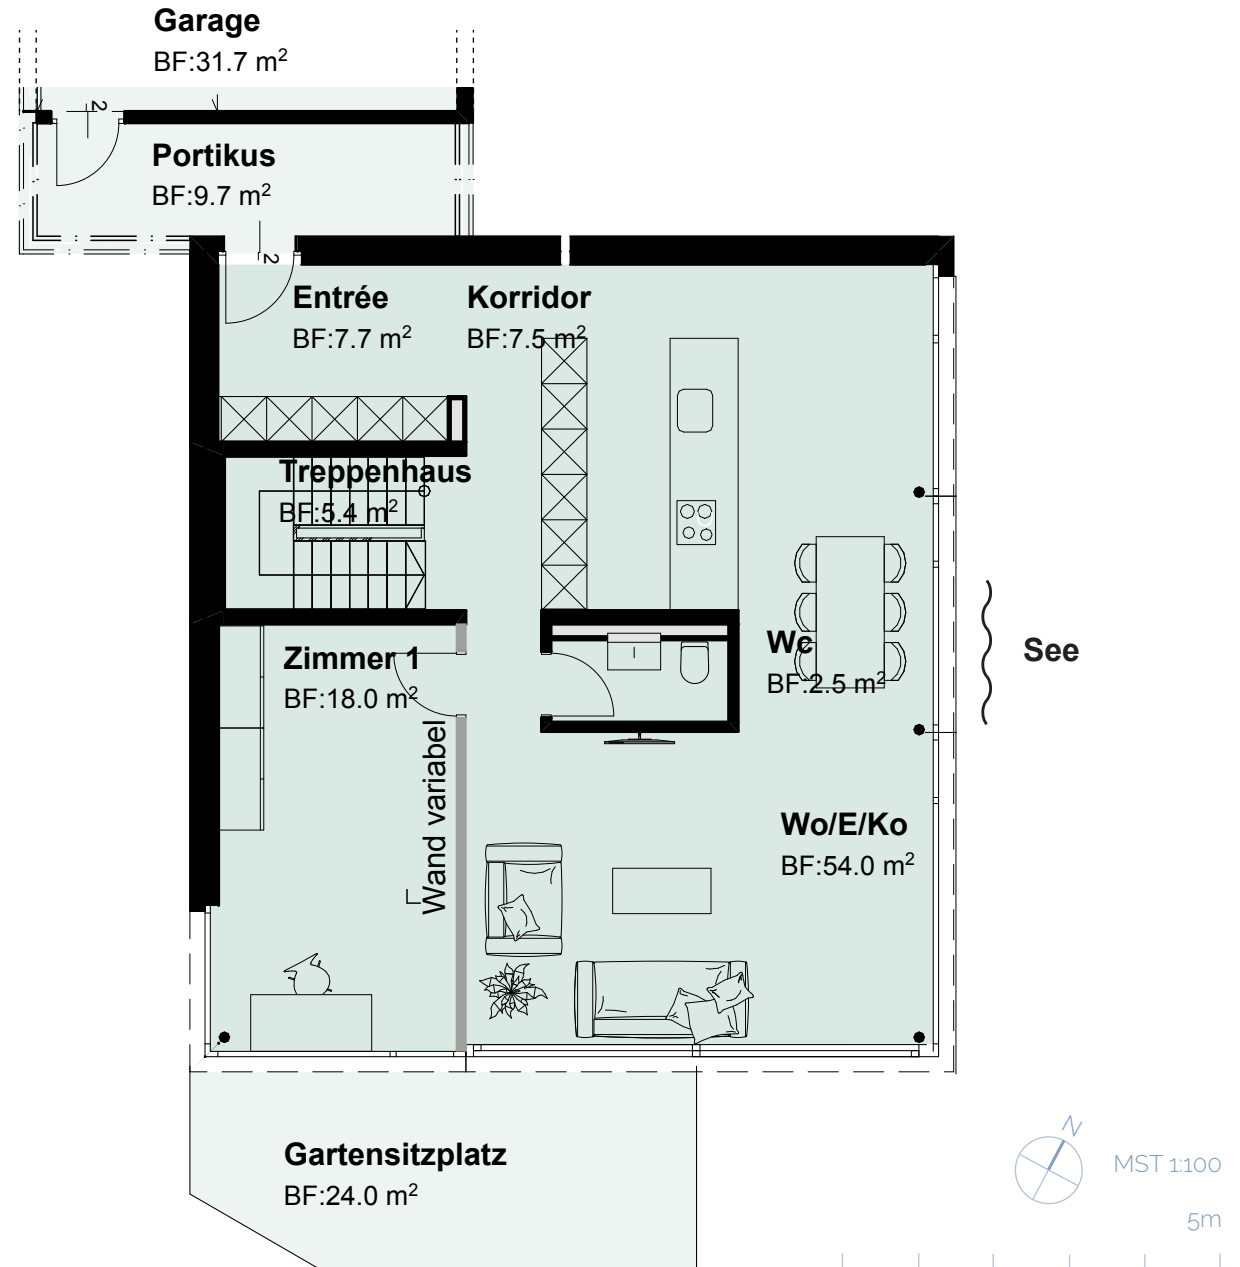 Garage
BF:31.7 m²
2
Portikus
BF:9.7 m²
2
Entrée
BF:7.7 m²
Korridor
BF:7.5 m²
Treppenhaus
BF:5.4 m²
Wc
BF:2.5 m²
See
Zimmer 1
BF:18.0 m²
Wand variabel
Wo/E/Ko
BF:54.0 m²
Gartensitzplatz
BF:24.0 m²
N
MST 1:100
5m